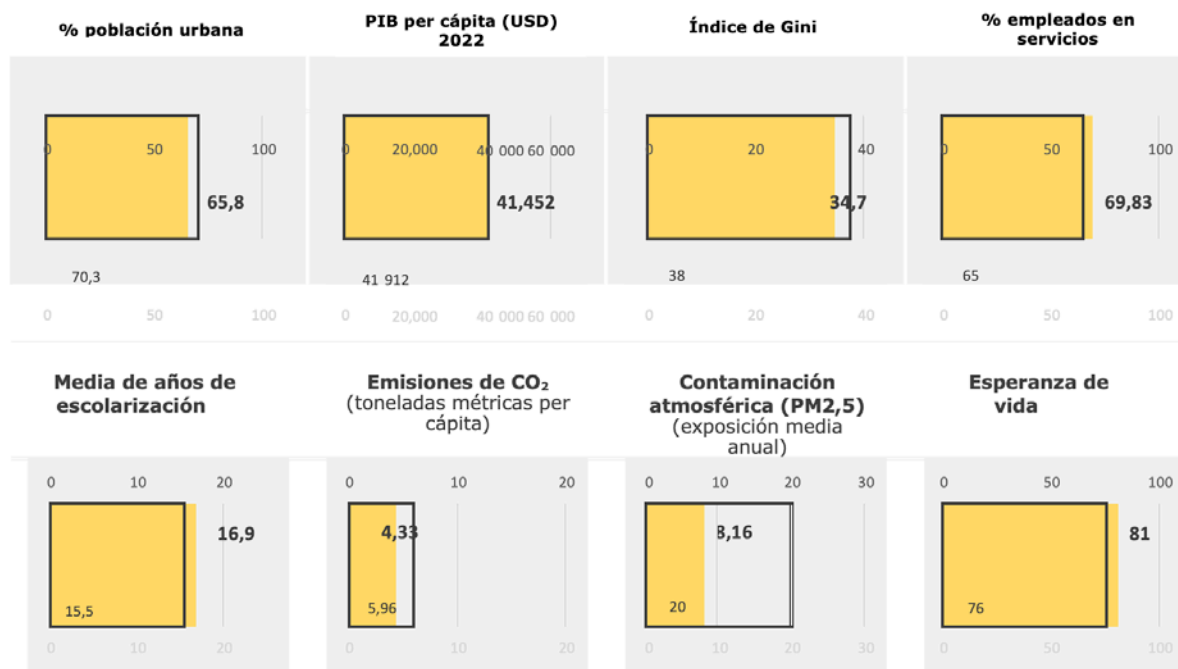 % población urbana
PIB per cápita (USD)
2022
Índice de Gini
% empleados en
servicios
0 50 100
0 20,000 40 000 60 000
0 20 40
0 50 100
65,8
41,452
34,7
69,83
70,3
41 912
38
65
0 50 100
0 20,000 40 000 60 000
0 20 40
0 50 100
Media de años de
escolarización
Emisiones de CO₂
(toneladas métricas per
cápita)
Contaminación
atmosférica (PM2,5)
(exposición media
anual)
Esperanza de
vida
0 10 20
0 10 20
0 10 20 30
0 50 100
16,9
4,33
8,16
81
15,5
5,96
20
76
0 10 20
0 10 20
0 10 20 30
0 50 100